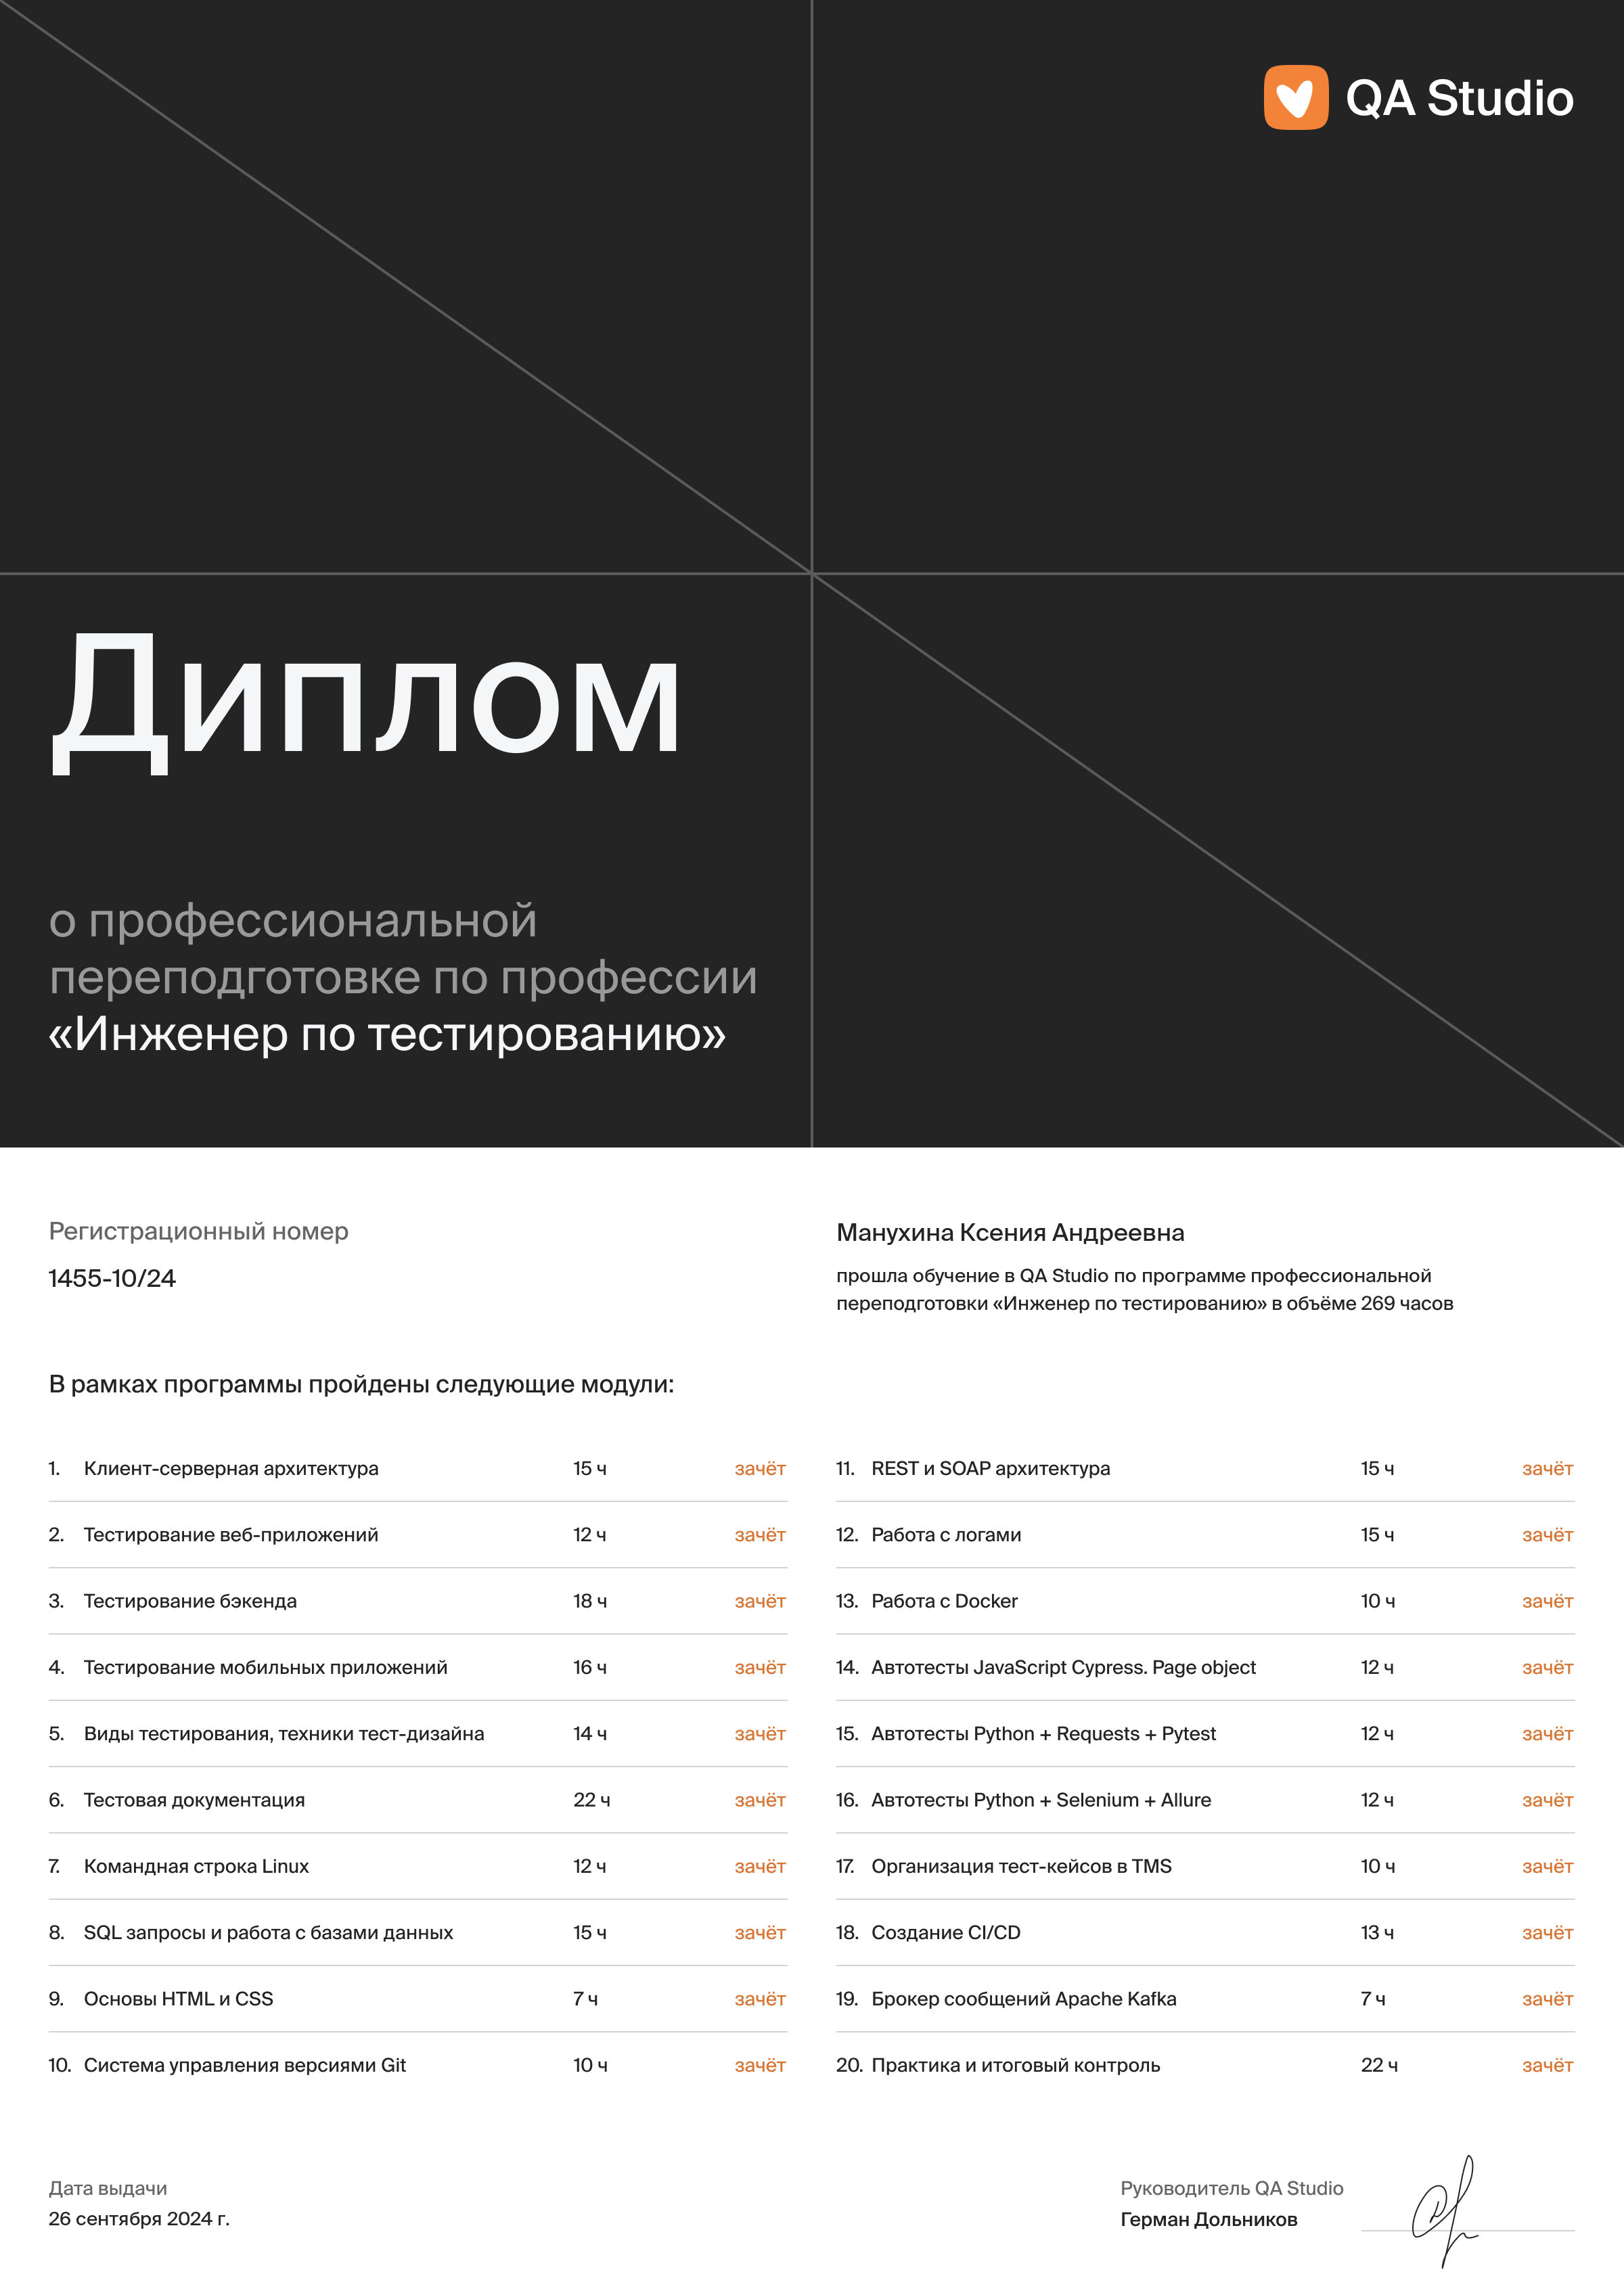 QA Studio
Диплом
о профессиональной
переподготовке по профессии
«Инженер по тестированию»
Регистрационный номер
1455-10/24
Манухина Ксения Андреевна
прошла обучение в QA Studio по программе профессиональной
переподготовки «Инженер по тестированию» в объёме 269 часов
В рамках программы пройдены следующие модули:
1. Клиент-серверная архитектура 15 ч зачёт
2. Тестирование веб-приложений 12 ч зачёт
3. Тестирование бэкенда 18 ч зачёт
4. Тестирование мобильных приложений 16 ч зачёт
5. Виды тестирования, техники тест-дизайна 14 ч зачёт
6. Тестовая документация 22 ч зачёт
7. Командная строка Linux 12 ч зачёт
8. SQL запросы и работа с базами данных 15 ч зачёт
9. Основы HTML и CSS 7 ч зачёт
10. Система управления версиями Git 10 ч зачёт
11. REST и SOAP архитектура 15 ч зачёт
12. Работа с логами 15 ч зачёт
13. Работа с Docker 10 ч зачёт
14. Автотесты JavaScript Cypress. Page object 12 ч зачёт
15. Автотесты Python + Requests + Pytest 12 ч зачёт
16. Автотесты Python + Selenium + Allure 12 ч зачёт
17. Организация тест-кейсов в TMS 10 ч зачёт
18. Создание CI/CD 13 ч зачёт
19. Брокер сообщений Apache Kafka 7 ч зачёт
20. Практика и итоговый контроль 22 ч зачёт
Дата выдачи
26 сентября 2024 г.
Руководитель QA Studio
Герман Дольников